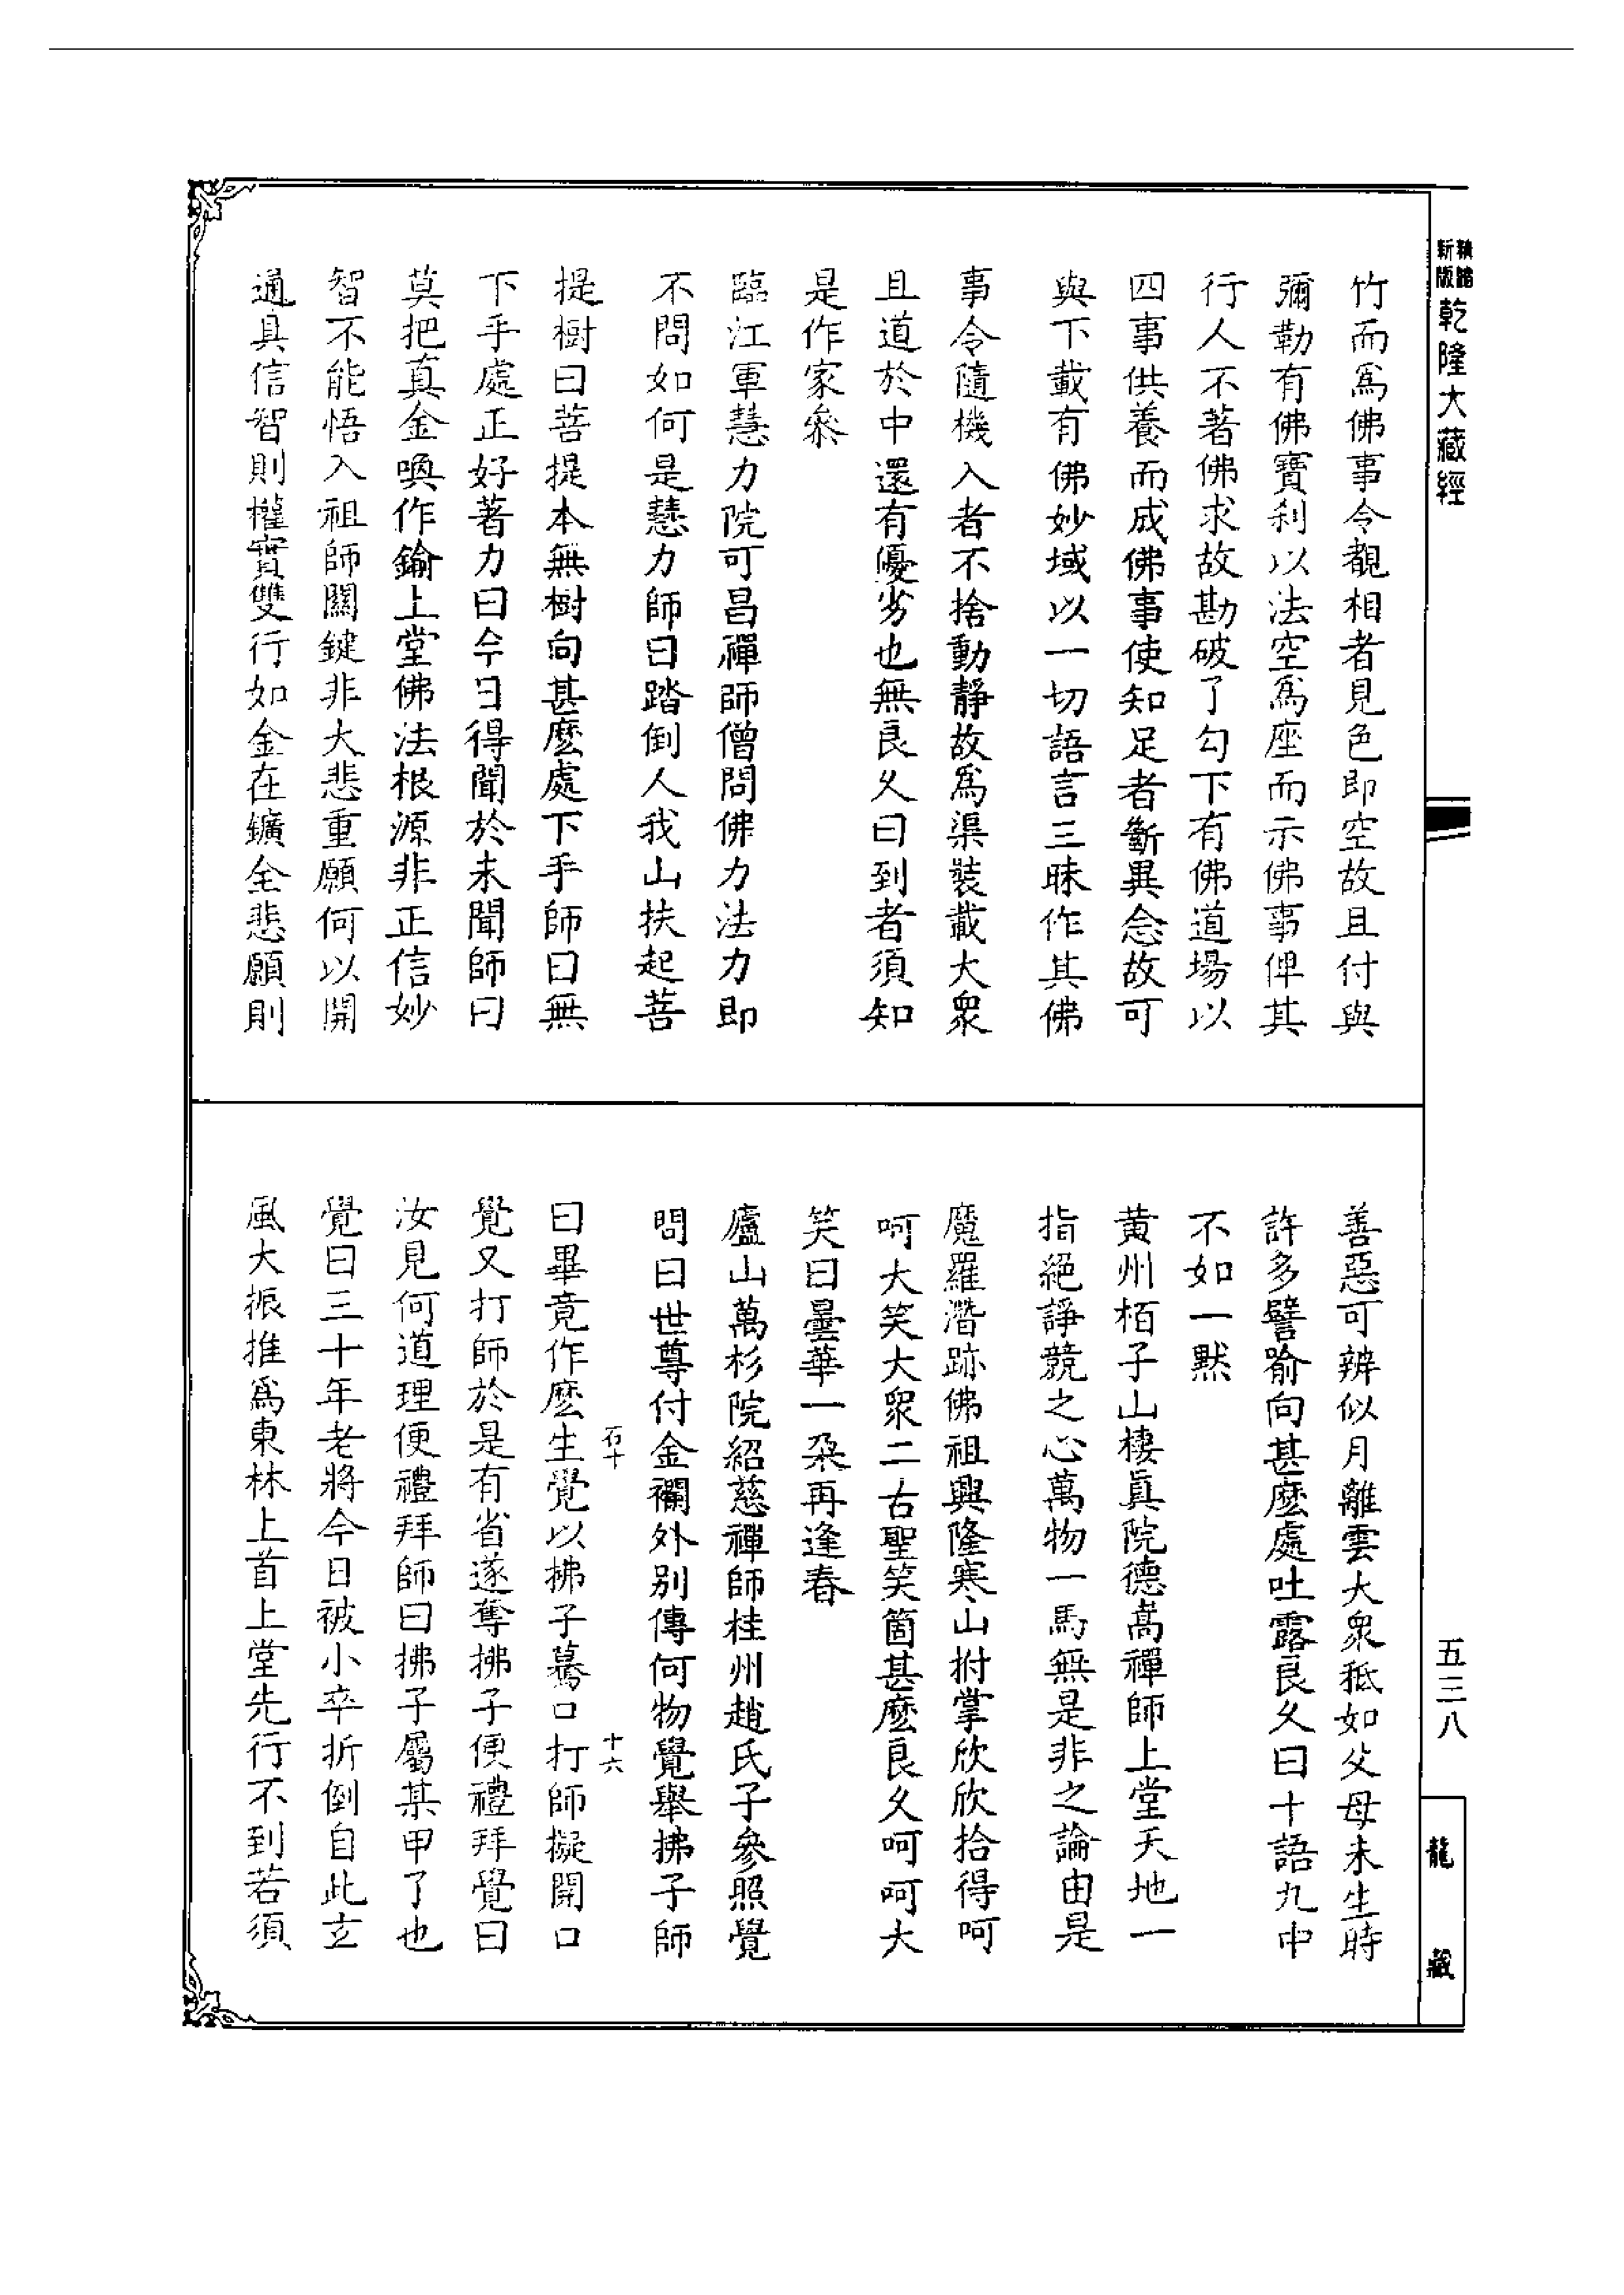 新版
乾隆大藏經
竹而爲佛事令覩相者見色即空故且付與
彌勒有佛寶刹以法空爲座而示佛事俾其
行人不著佛求故勘破了勾下有佛道場以
四事供養而成佛事使知足者斷異念故可
與下載有佛妙域以一切語言三昧作其佛
事令隨機入者不捨動靜故爲渠裝載大衆
且道於中還有優劣也無良久曰到者須知
是作家叅
臨江軍慧力院可昌禪師僧問佛力法力即
不問如何是慧力師曰踏倒人我山扶起菩
提樹曰菩提本無樹向甚麽處下手師曰無
下手處正好著力曰今日得聞於未聞師曰
莫把真金喚作鍮上堂佛法根源非正信妙
智不能悟入祖師關鍵非大悲重願何以開
通具信智則權實雙行如金在鑛全悲願則
善惡可辨似月離雲大衆秖如父母未生時
許多譬喻向甚麽處吐露良久曰十語九中
不如一默
黃州栢子山棲眞院德嵩禪師上堂天地一
指絕諍競之心萬物一馬無是非之論由是
魔羅潛跡佛祖興隆寒山拊掌欣欣拾得呵
呵大笑大衆二古聖笑箇甚麽良久呵呵大
笑曰曇華一朶再逢春
廬山萬杉院紹慈禪師桂州趙氏子參照覺
問曰世尊付金襴外別傳何物覺舉拂子師
曰畢竟作麽生覺以拂子驀口打師擬開口
石十
十六
覺又打師於是有省遂奪拂子便禮拜覺曰
汝見何道理便禮拜師曰拂子屬某甲了也
覺曰三十年老將今日被小卒折倒自此玄
風大振推爲東林上首上堂先行不到若須
五三八
龍藏